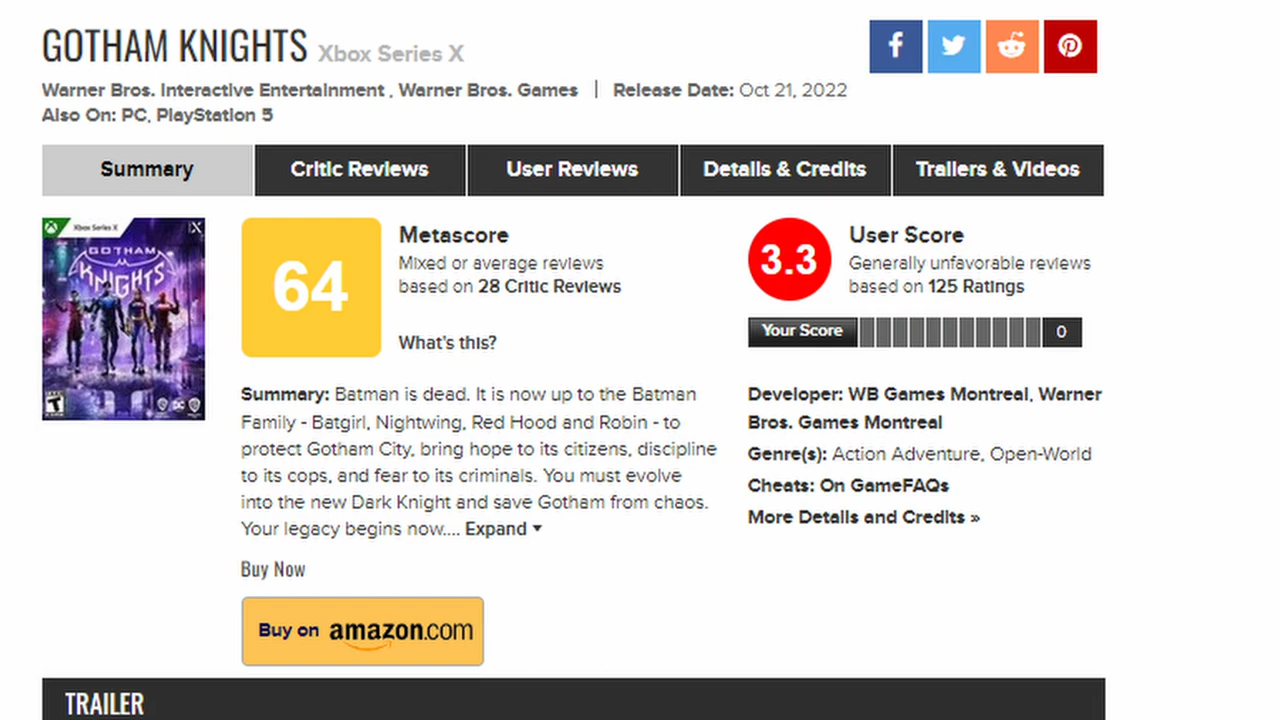 GOTHAM KNIGHTS Xbox Series X
Warner Bros. Interactive Entertainment , Warner Bros. Games | Release Date: Oct 21, 2022
Also On: PC, PlayStation 5
Summary Critic Reviews User Reviews Details & Credits Trailers & Videos
Xbox Series X
GOTHAM
KNIGHTS
64
Metascore
Mixed or average reviews
based on 28 Critic Reviews
What's this?
3.3
User Score
Generally unfavorable reviews
based on 125 Ratings
Your Score 0
Summary: Batman is dead. It is now up to the Batman
Family - Batgirl, Nightwing, Red Hood and Robin - to
protect Gotham City, bring hope to its citizens, discipline
to its cops, and fear to its criminals. You must evolve
into the new Dark Knight and save Gotham from chaos.
Your legacy begins now.... Expand
Developer: WB Games Montreal, Warner
Bros. Games Montreal
Genre(s): Action Adventure, Open-World
Cheats: On GameFAQs
More Details and Credits »
Buy Now
Buy on amazon.com
TRAILER